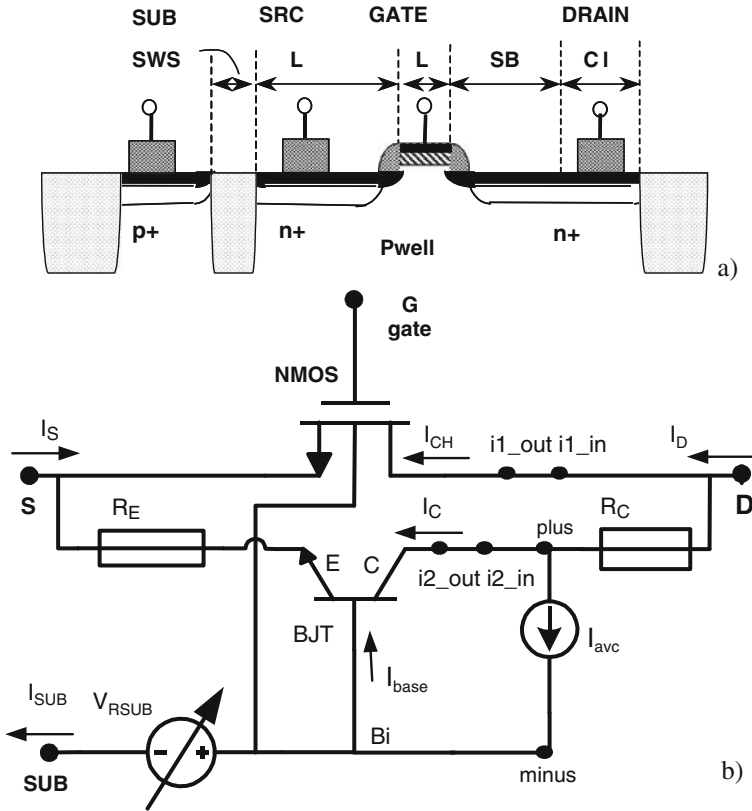 SUB SRC GATE DRAIN
SWS L L SB CI
p+ n+ n+
Pwell
a)
G
gate
NMOS
I_S I_CH i1_out i1_in I_D
S D
R_E I_C plus R_C
E C i2_out i2_in
BJT I_base I_avc
I_SUB V_RSUB
- + Bi
SUB minus b)